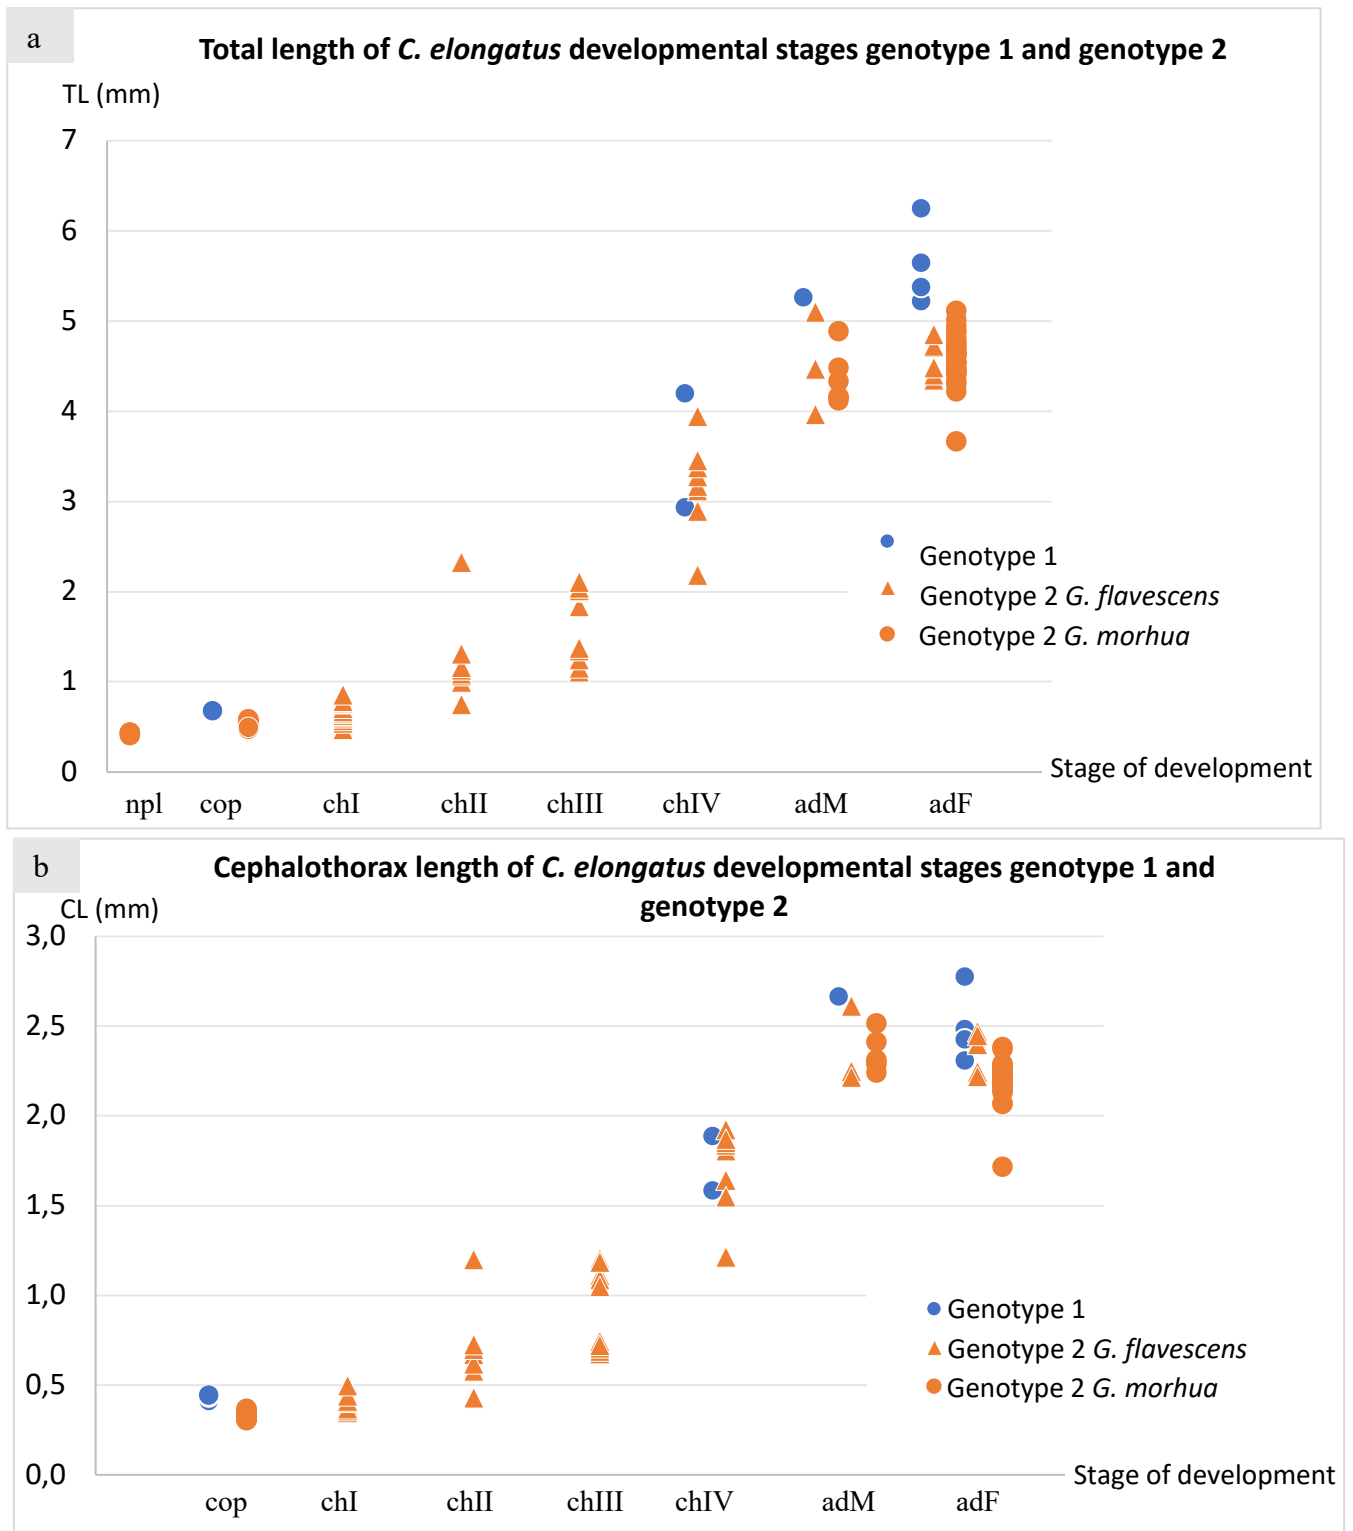 a
Total length of C. elongatus developmental stages genotype 1 and genotype 2
TL (mm)
7
6
5
4
3
2
1
0
Genotype 1
Genotype 2 G. flavescens
Genotype 2 G. morhua
Stage of development
npl cop chI chII chIII chIV adM adF
b
Cephalothorax length of C. elongatus developmental stages genotype 1 and
genotype 2
CL (mm)
3,0
2,5
2,0
1,5
1,0
0,5
0,0
Genotype 1
Genotype 2 G. flavescens
Genotype 2 G. morhua
Stage of development
cop chI chII chIII chIV adM adF